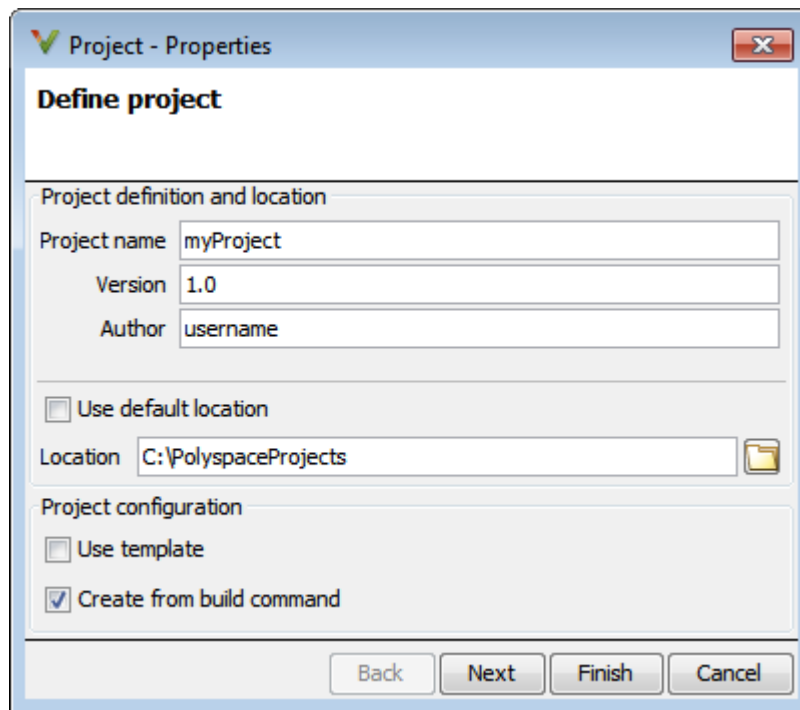 Project - Properties
Define project
Project definition and location
Project name myProject
Version 1.0
Author username
Use default location
Location C:\PolyspaceProjects
Project configuration
Use template
Create from build command
Back Next Finish Cancel